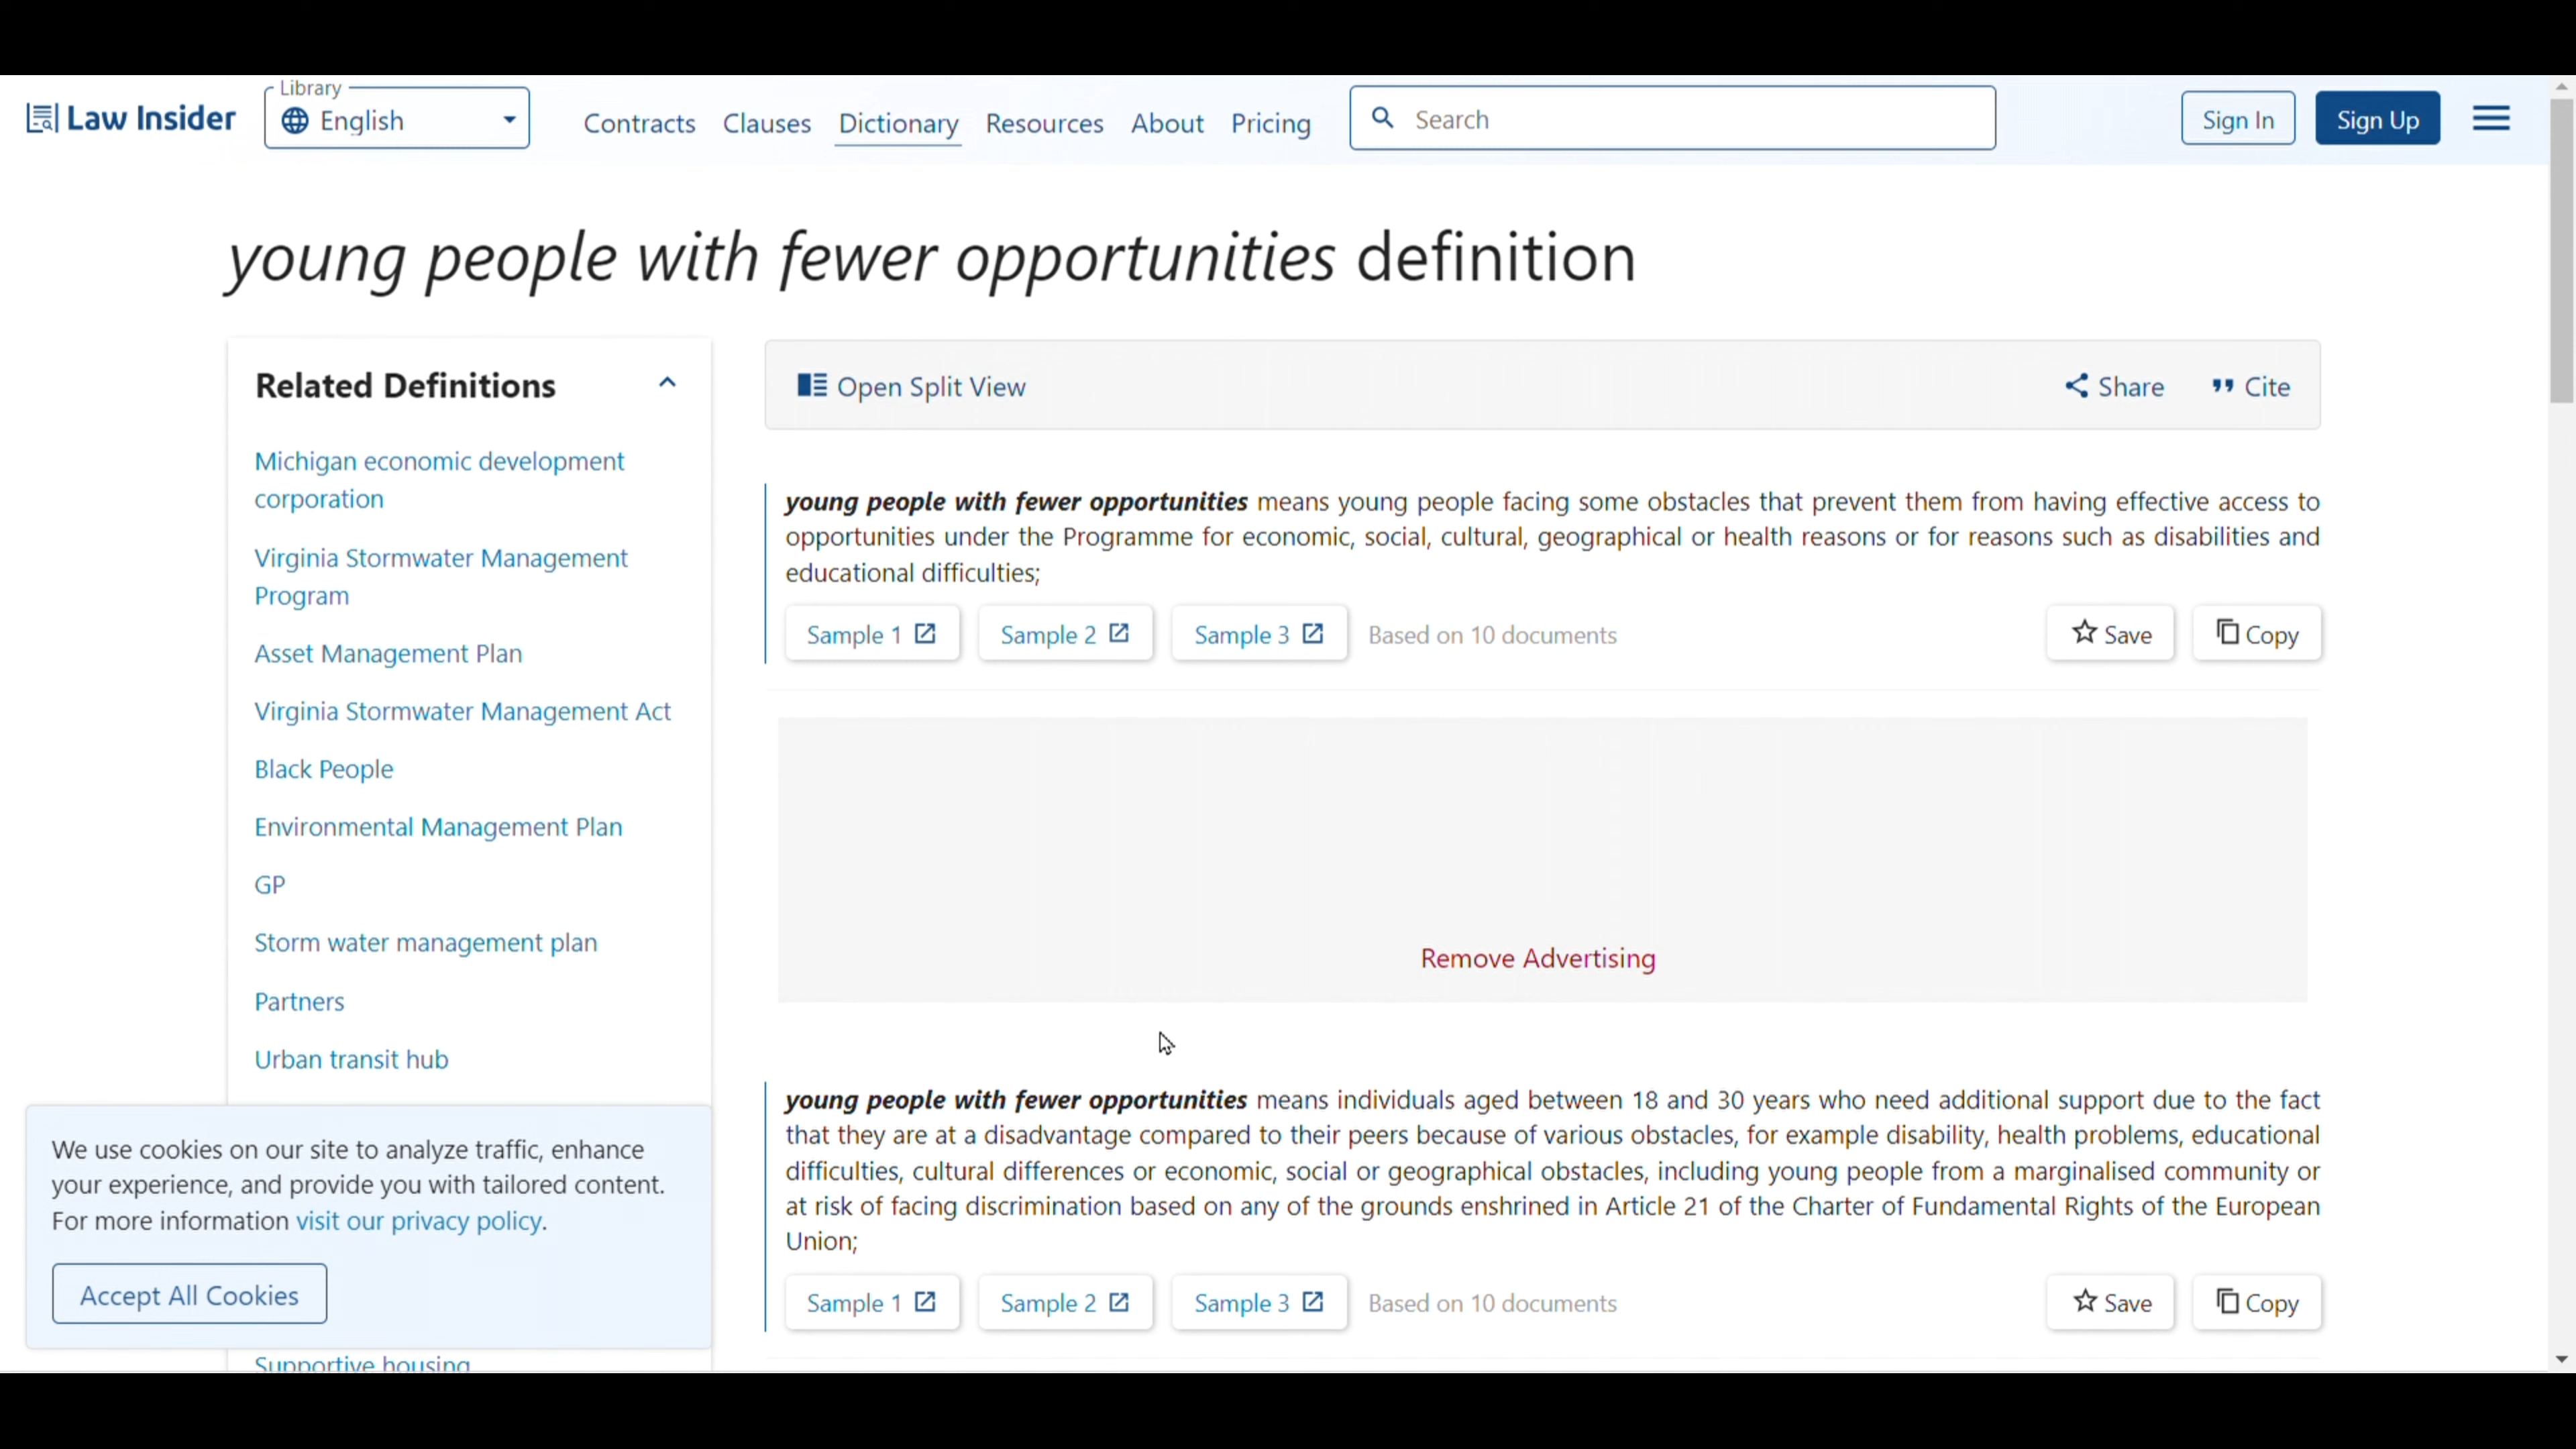 Library
Law Insider
English
Contracts
Clauses
Dictionary
Resources
About
Pricing
Search
Sign In
Sign Up
young people with fewer opportunities definition
Related Definitions
Michigan economic development
corporation
Virginia Stormwater Management
Program
Asset Management Plan
Virginia Stormwater Management Act
Black People
Environmental Management Plan
GP
Storm water management plan
Partners
Urban transit hub
Supportive housing
Open Split View
Share
Cite
young people with fewer opportunities means young people facing some obstacles that prevent them from having effective access to
opportunities under the Programme for economic, social, cultural, geographical or health reasons or for reasons such as disabilities and
educational difficulties;
Sample 1
Sample 2
Sample 3
Based on 10 documents
Save
Copy
Remove Advertising
young people with fewer opportunities means individuals aged between 18 and 30 years who need additional support due to the fact
that they are at a disadvantage compared to their peers because of various obstacles, for example disability, health problems, educational
difficulties, cultural differences or economic, social or geographical obstacles, including young people from a marginalised community or
at risk of facing discrimination based on any of the grounds enshrined in Article 21 of the Charter of Fundamental Rights of the European
Union;
Sample 1
Sample 2
Sample 3
Based on 10 documents
Save
Copy
We use cookies on our site to analyze traffic, enhance
your experience, and provide you with tailored content.
For more information visit our privacy policy.
Accept All Cookies